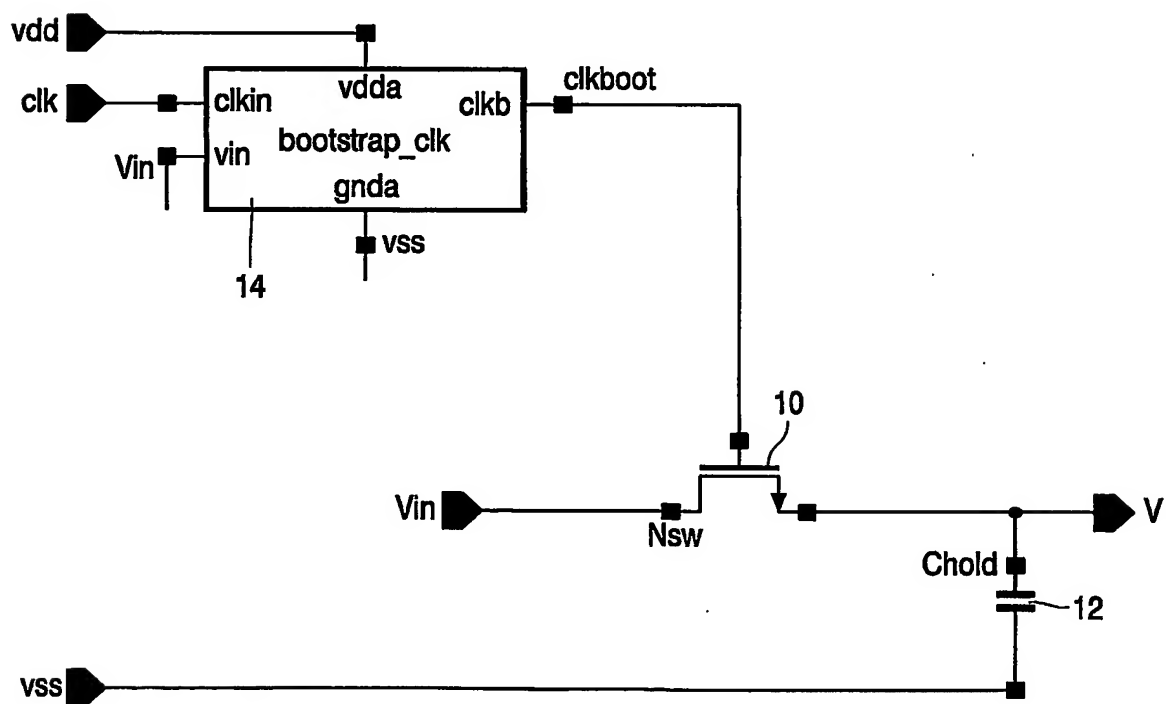 vdd
vdda
clk
clkin
clkb
clkboot
bootstrap_clk
Vin
vin
gnda
vss
14
10
Vin
Nsw
V
Chold
12
vss